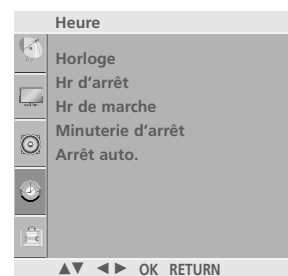 Heure
Horloge
Hr d'arrêt
Hr de marche
Minuterie d'arrêt
Arrêt auto.
▲▼ ◄► OK RETURN